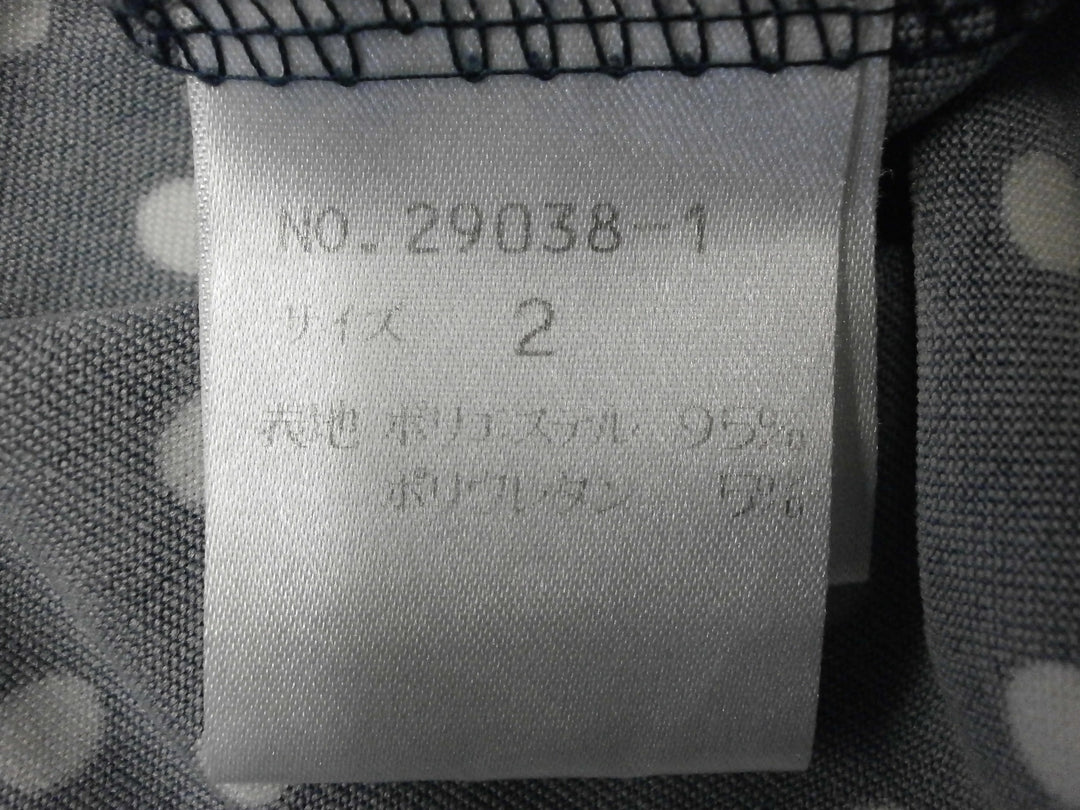 NO. 29038-1
サイズ 2
表地 ポリエステル 95%
ポリウレタン 5%